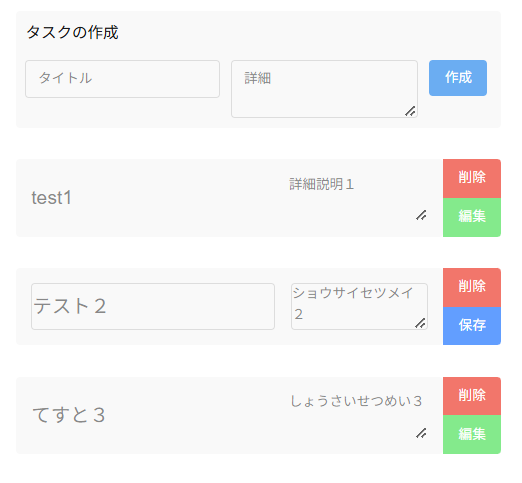 タスクの作成
タイトル
詳細
作成
test1
詳細説明１
削除
編集
テスト２
ショウサイセツメイ
２
削除
保存
てすと３
しょうさいせつめい３
削除
編集